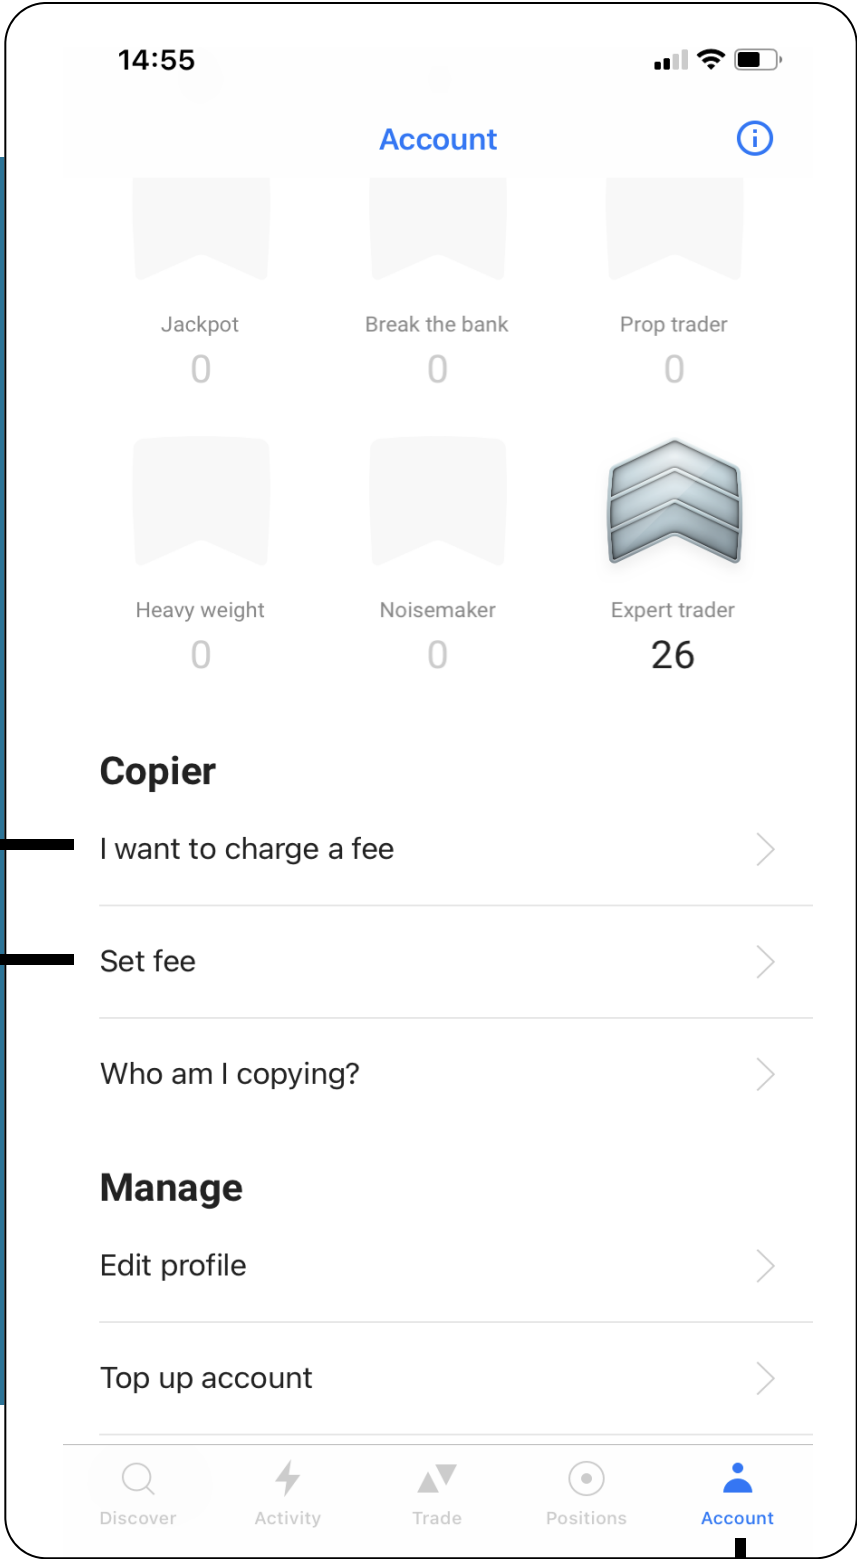 14:55
Account
Jackpot Break the bank Prop trader
0 0 0
Heavy weight Noisemaker Expert trader
0 0 26
Copier
I want to charge a fee
Set fee
Who am I copying?
Manage
Edit profile
Top up account
Discover Activity Trade Positions Account